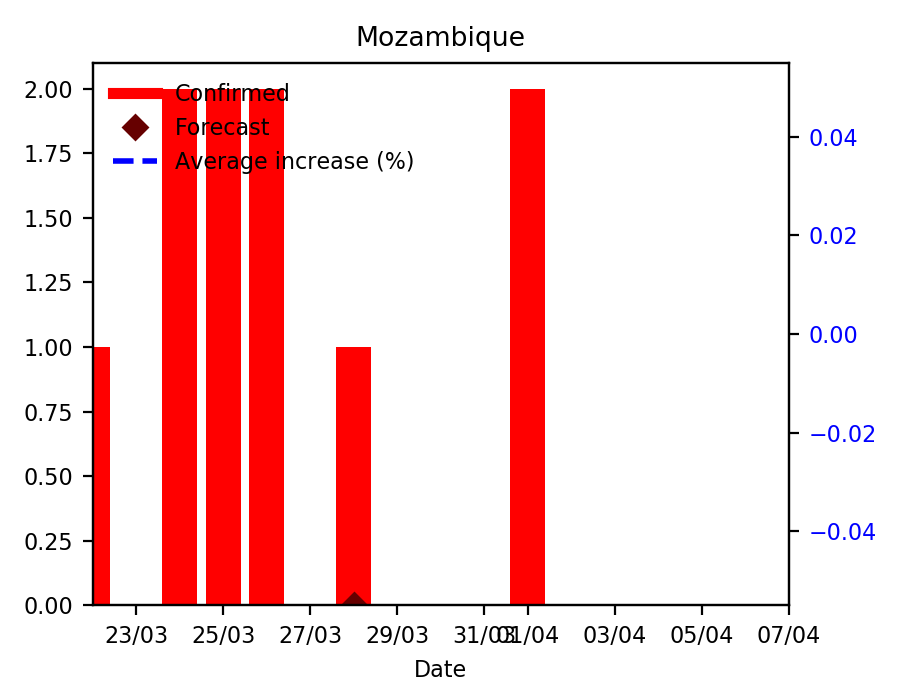 Mozambique
Confirmed
Forecast
Average increase (%)
2.00
1.75
1.50
1.25
1.00
0.75
0.50
0.25
0.00
0.04
0.02
0.00
−0.02
−0.04
23/03 25/03 27/03 29/03 31/03 01/04 03/04 05/04 07/04
Date